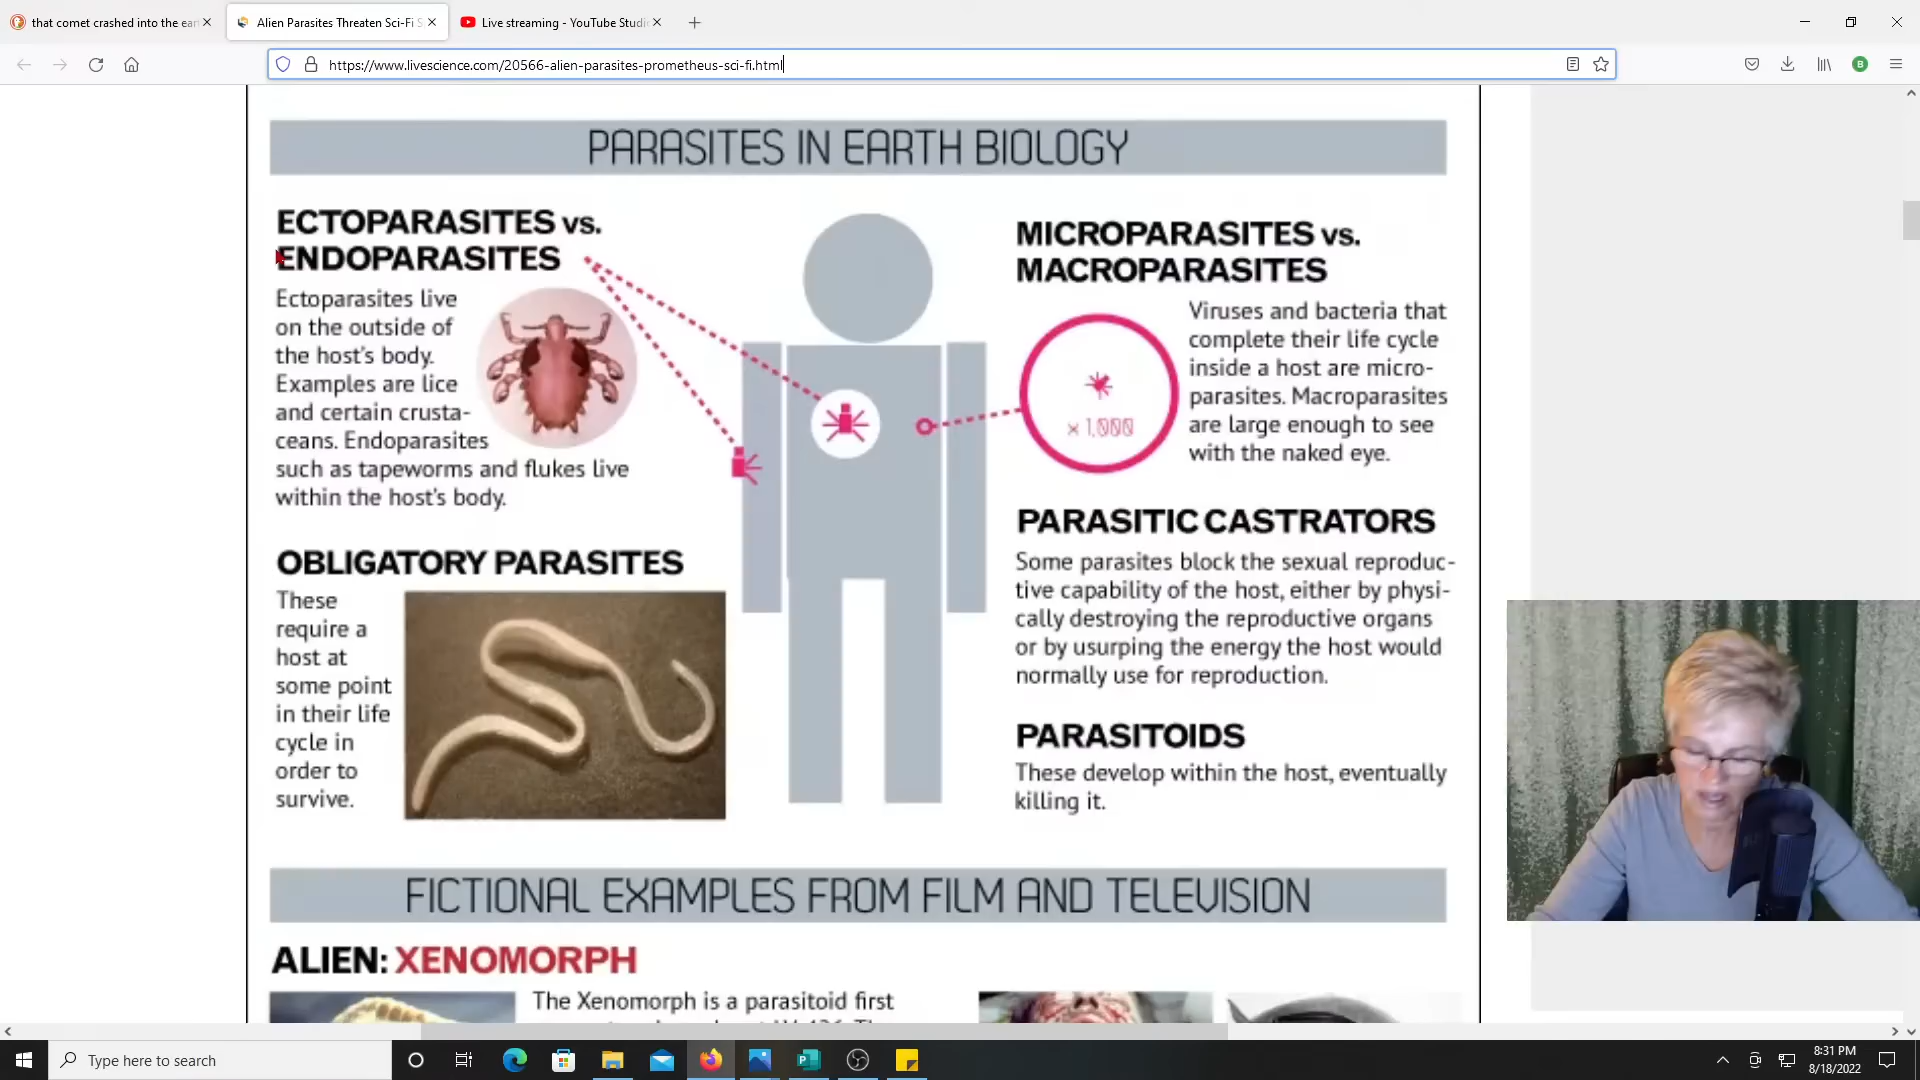 that comet crashed into the ear
Alien Parasites Threaten Sci-Fi S
Live streaming - YouTube Studio
https://www.livescience.com/20566-alien-parasites-prometheus-sci-fi.html
B
PARASITES IN EARTH BIOLOGY
ECTOPARASITES vs.
ENDOPARASITES
Ectoparasites live
on the outside of
the host's body.
Examples are lice
and certain crusta-
ceans. Endoparasites
such as tapeworms and flukes live
within the host's body.
OBLIGATORY PARASITES
These
require a
host at
some point
in their life
cycle in
order to
survive.
MICROPARASITES vs.
MACROPARASITES
x 1,000
Viruses and bacteria that
complete their life cycle
inside a host are micro-
parasites. Macroparasites
are large enough to see
with the naked eye.
PARASITIC CASTRATORS
Some parasites block the sexual reproduc-
tive capability of the host, either by physi-
cally destroying the reproductive organs
or by usurping the energy the host would
normally use for reproduction.
PARASITOIDS
These develop within the host, eventually
killing it.
FICTIONAL EXAMPLES FROM FILM AND TELEVISION
ALIEN: XENOMORPH
The Xenomorph is a parasitoid first
Type here to search
8:31 PM
8/18/2022